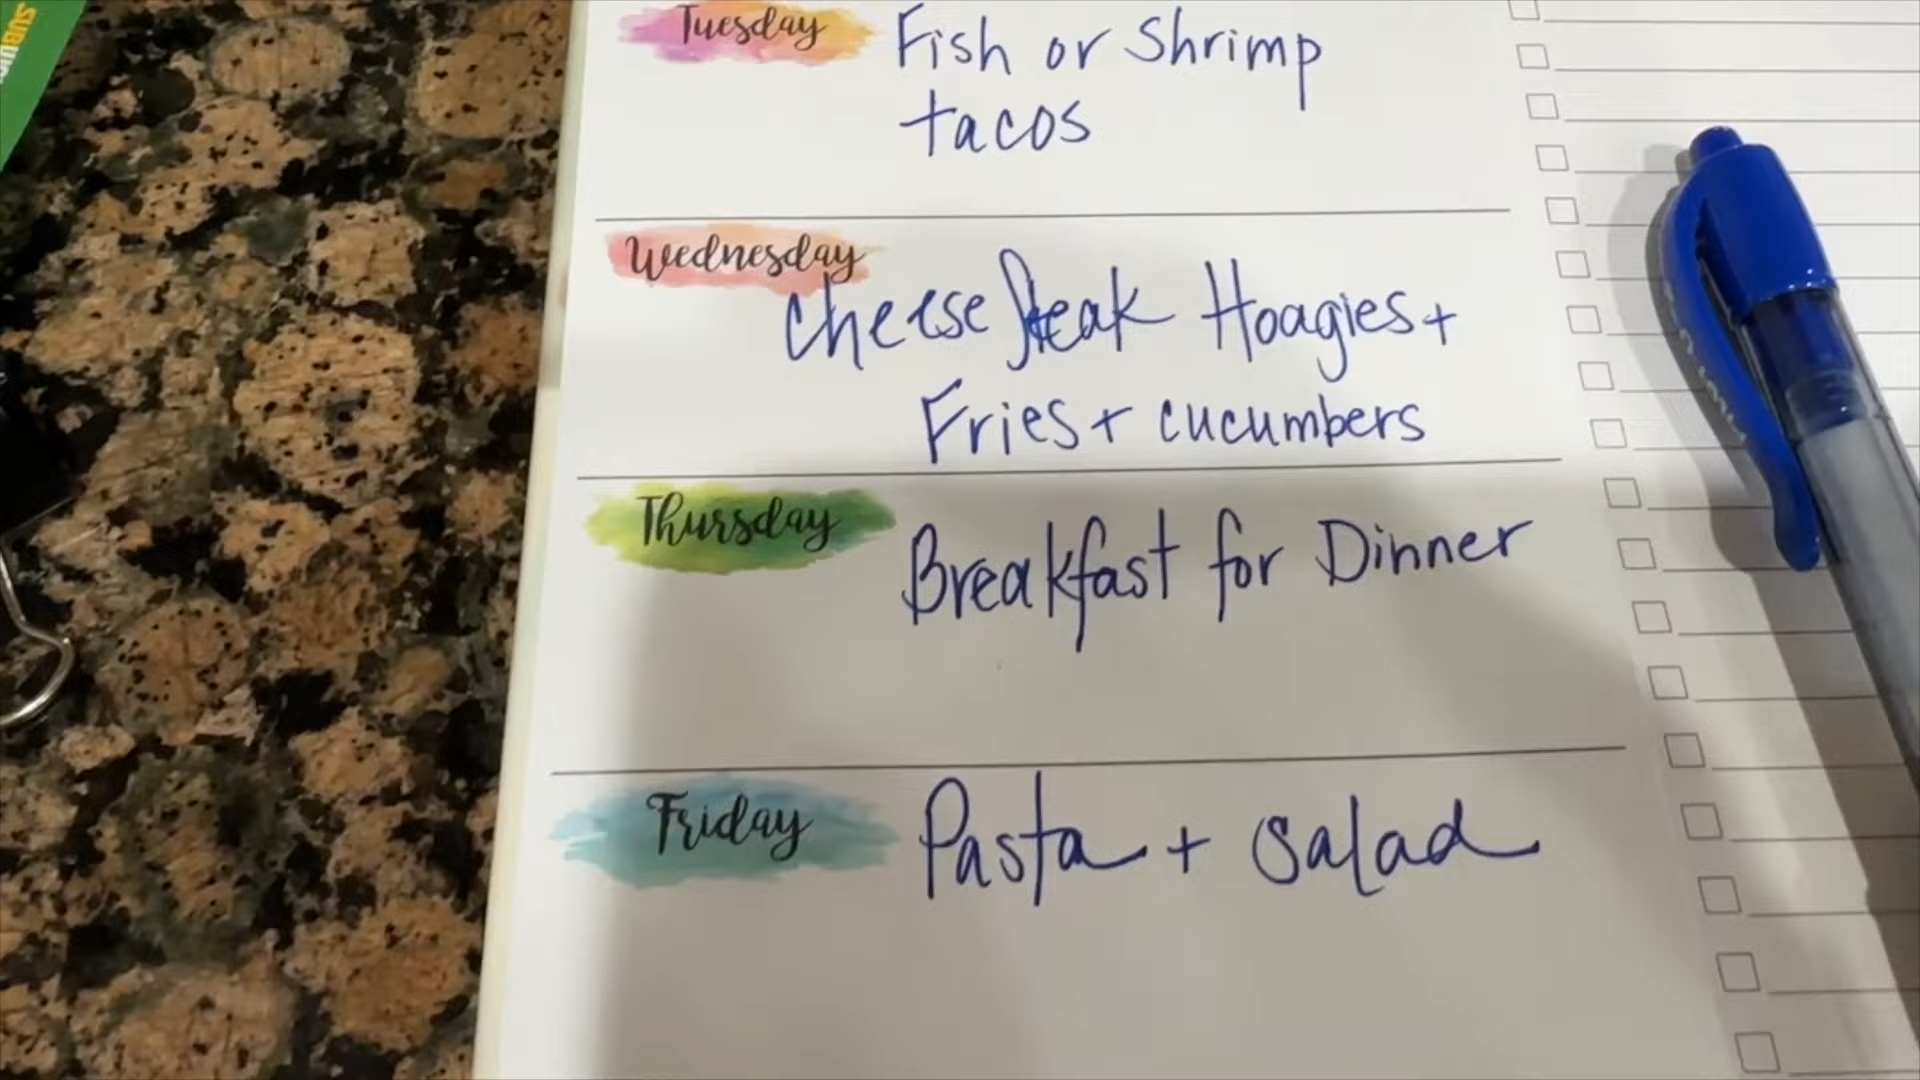 Tuesday
Fish or Shrimp
tacos
Wednesday
Cheese Steak Hoagies +
Fries + cucumbers
Thursday
Breakfast for Dinner
Friday
Pasta + Salad